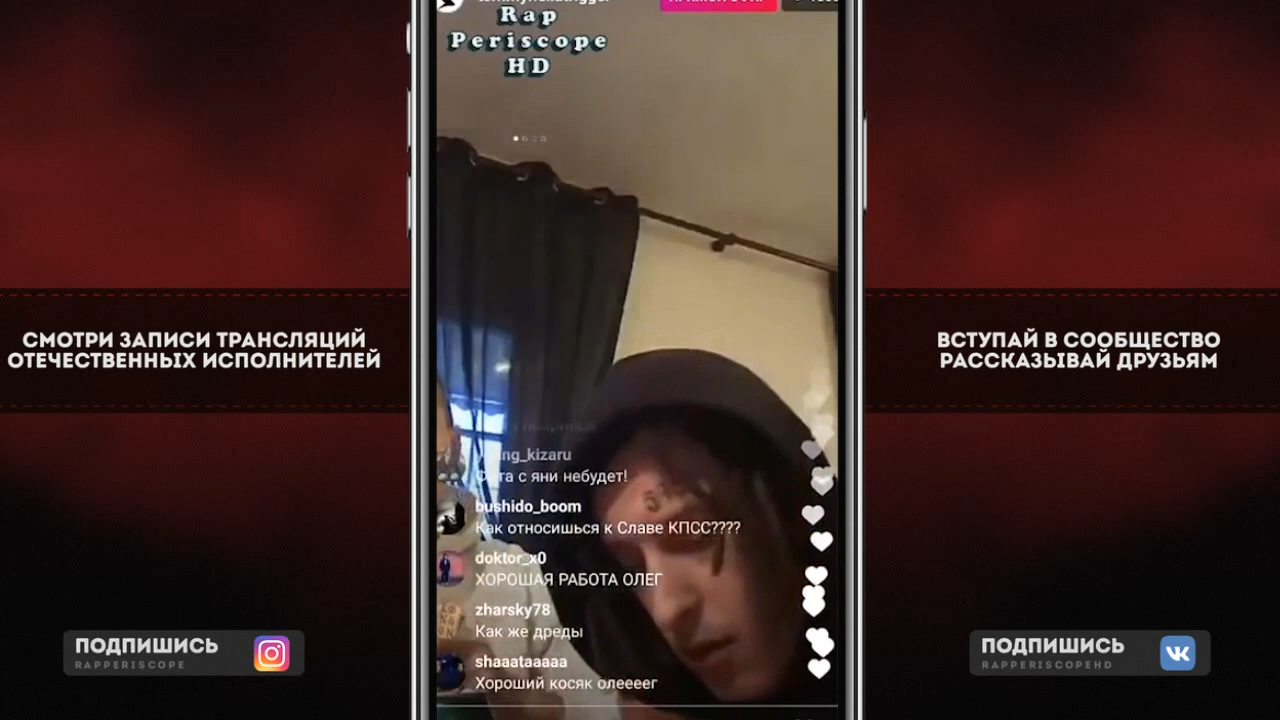 Rap
Periscope
HD
СМОТРИ ЗАПИСИ ТРАНСЛЯЦИЙ
ОТЕЧЕСТВЕННЫХ ИСПОЛНИТЕЛЕЙ
ВСТУПАЙ В СООБЩЕСТВО
РАССКАЗЫВАЙ ДРУЗЬЯМ
с яни небудет!
bushido_boom
Как относишься к Славе КПСС????
doktor_x0
ХОРОШАЯ РАБОТА ОЛЕГ
zharsky78
Как же дреды
shaaataaaaa
Хороший косяк олеееег
ПОДПИШИСЬ
RAPPERISCOPE
ПОДПИШИСЬ
RAPPERISCOPEHD